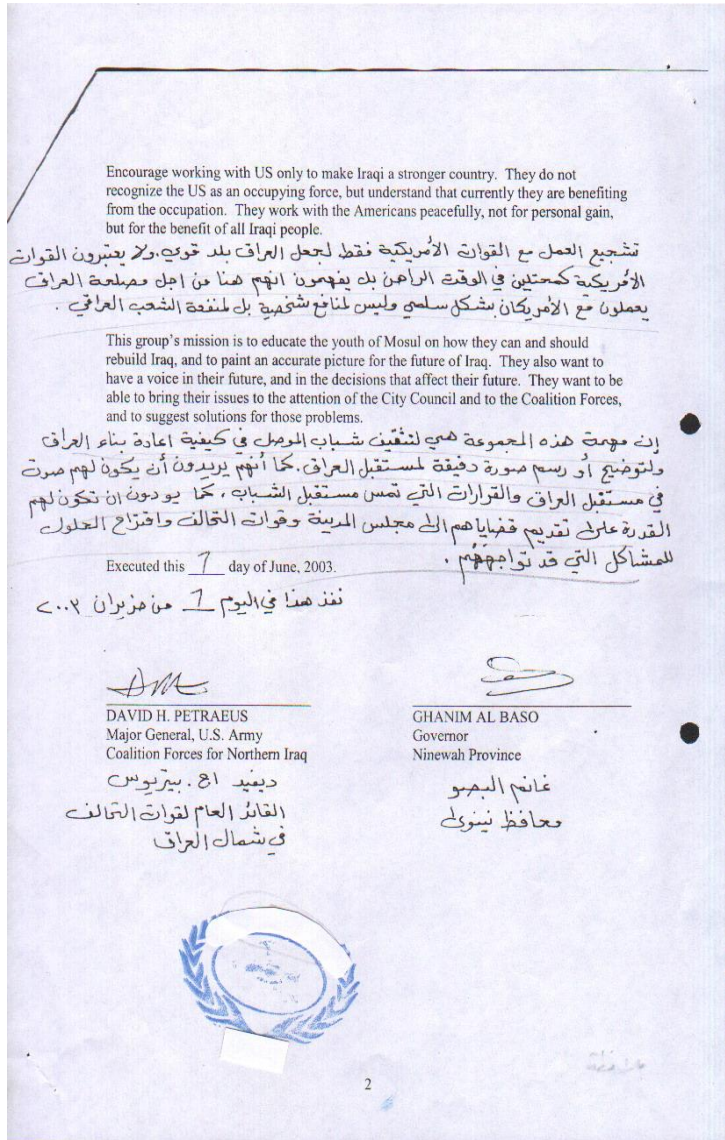 Encourage working with US only to make Iraqi a stronger country. They do not
recognize the US as an occupying force, but understand that currently they are benefiting
from the occupation. They work with the Americans peacefully, not for personal gain,
but for the benefit of all Iraqi people.
تشجيع العمل مع القوات الأمريكية فقط لجعل العراق بلد قوي. ولا يعتبرون القوات
الأمريكية كمحتلين في الوقت الراهن بل يفهمون انهم هنا من اجل مصلحة العراق
يعملون مع الأمريكان بشكل سلمي وليس لمنافع شخصية بل لمنفعة الشعب العراقي .
This group's mission is to educate the youth of Mosul on how they can and should
rebuild Iraq, and to paint an accurate picture for the future of Iraq. They also want to
have a voice in their future, and in the decisions that affect their future. They want to be
able to bring their issues to the attention of the City Council and to the Coalition Forces,
and to suggest solutions for those problems.
إن مهمة هذه المجموعة هي لتثقيف شباب الموصل في كيفية اعادة بناء العراق
ولتوضيح أو رسم صورة دقيقة لمستقبل العراق. كما أنهم يريدون أن يكون لهم صوت
في مستقبل العراق والقرارات التي تمس مستقبل الشباب. كما يودون ان تكون لهم
القدرة على تقديم قضاياهم الى مجلس المدينة وقوات التحالف واقتراح الحلول
للمشاكل التي قد تواجههم .
Executed this 7 day of June, 2003.
نفذ هذا في اليوم 7 من حزيران ٢٠٠٣
DAVID H. PETRAEUS
Major General, U.S. Army
Coalition Forces for Northern Iraq
ديفيد اج. بيتريوس
القائد العام لقوات التحالف
في شمال العراق
GHANIM AL BASO
Governor
Ninewah Province
غانم البصو
محافظ نينوى
2